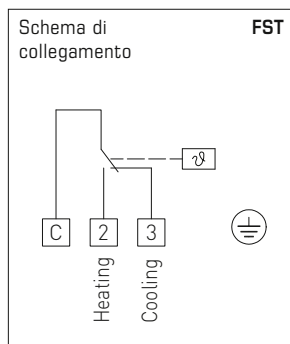 Schema di
collegamento
FST
ϑ
C
2
3
Heating
Cooling